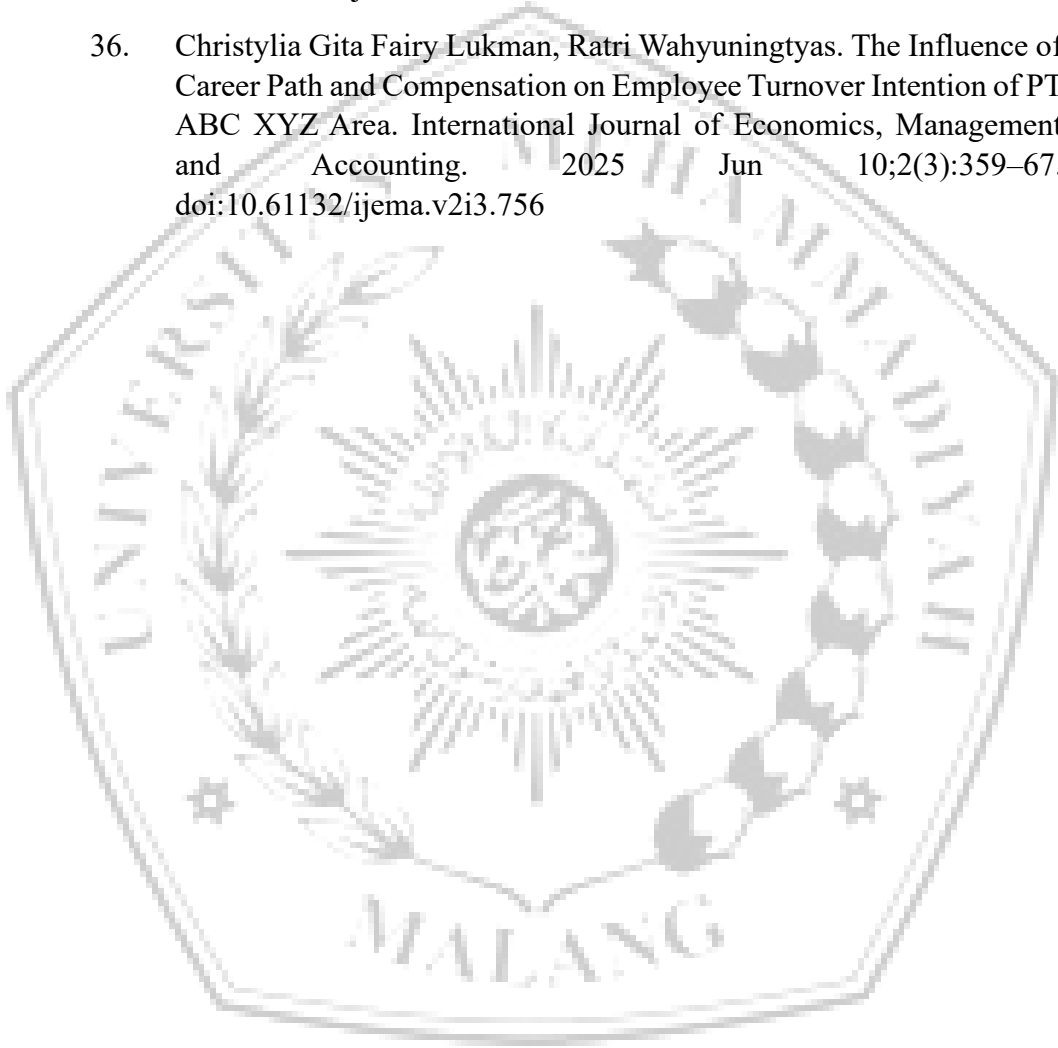 36. Christylia Gita Fairy Lukman, Ratri Wahyuningtyas. The Influence of
Career Path and Compensation on Employee Turnover Intention of PT
ABC XYZ Area. International Journal of Economics, Management
and Accounting. 2025 Jun 10;2(3):359–67.
doi:10.61132/ijema.v2i3.756
UNIVERSITAS MUHAMMADIYAH
MALANG